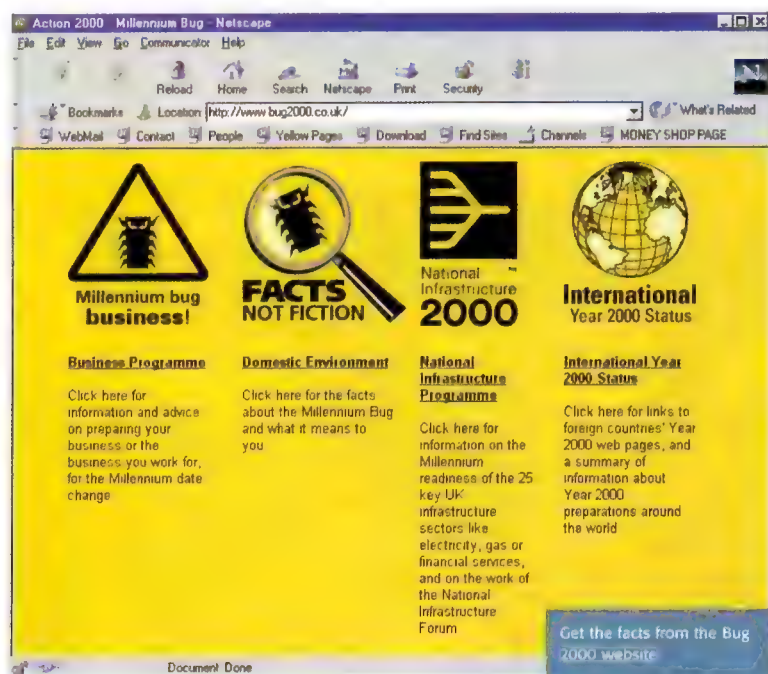 Action 2000 Millennium Bug - Netscape
File Edit View Go Communicator Help
Reload Home Search Netscape Print Security
Bookmarks Location http://www.bug2000.co.uk/ What's Related
WebMail Contact People Yellow Pages Download Find Sites Channels MONEY SHOP PAGE
Millennium bug
business!
FACTS
NOT FICTION
National
Infrastructure
2000
™
International
Year 2000 Status
Business Programme
Click here for
information and advice
on preparing your
business or the
business you work for,
for the Millennium date
change
Domestic Environment
Click here for the facts
about the Millennium Bug
and what it means to
you
National
Infrastructure
Programme
Click here for
information on the
Millennium
readiness of the 25
key UK
infrastructure
sectors like
electricity, gas or
financial services,
and on the work of
the National
Infrastructure
Forum
International Year
2000 Status
Click here for links to
foreign countries' Year
2000 web pages, and
a summary of
information about
Year 2000
preparations around
the world
Get the facts from the Bug
2000 website
Document Done